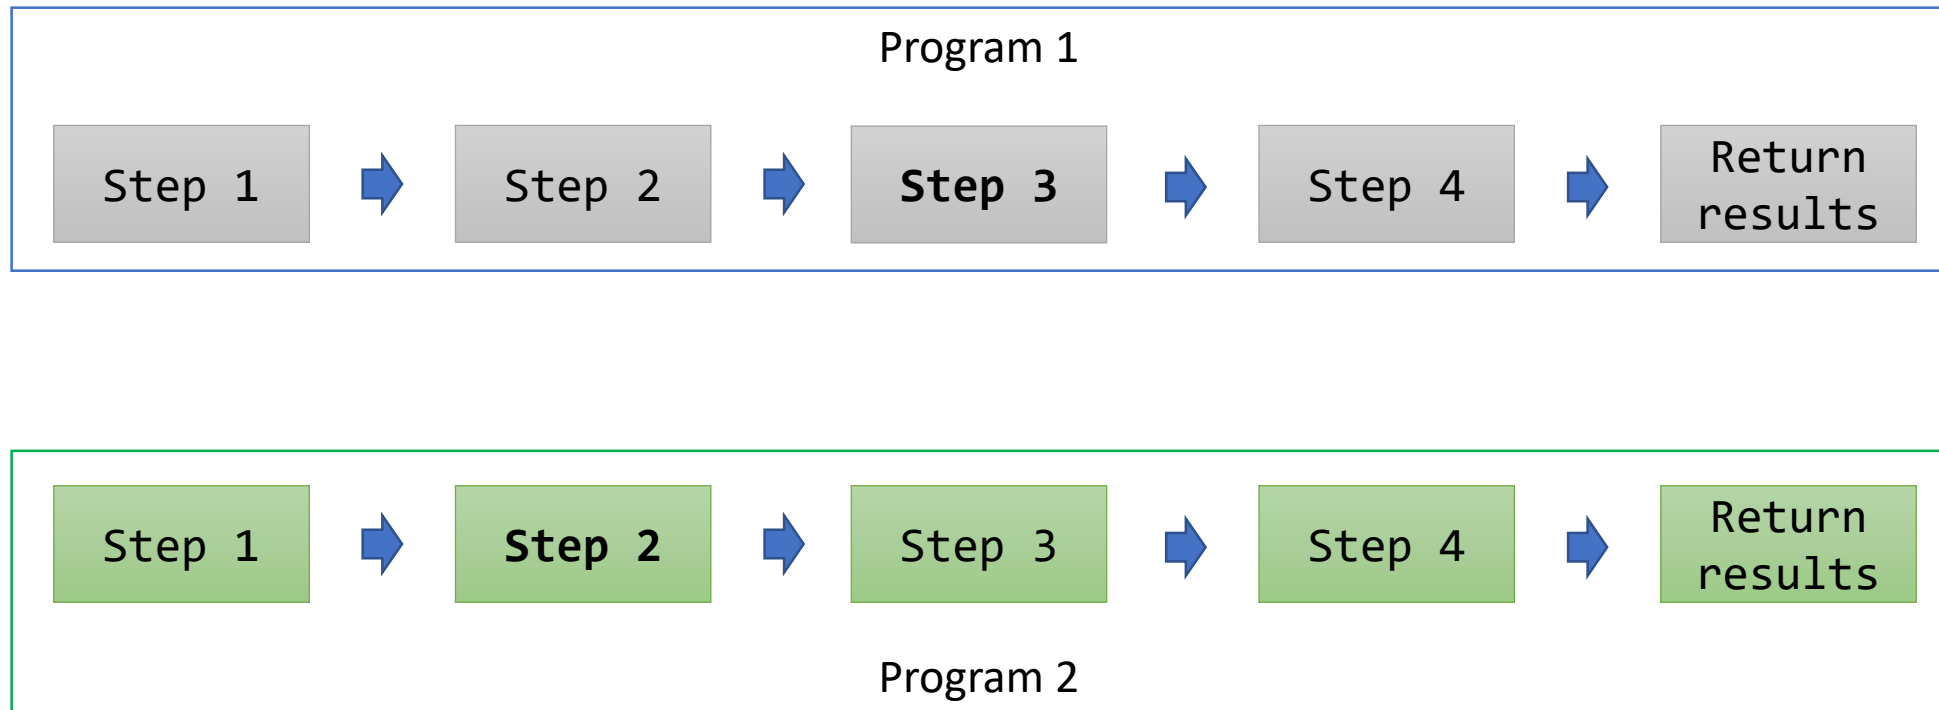 Program 1
Step 1
Step 2
Step 3
Step 4
Return
results
Step 1
Step 2
Step 3
Step 4
Return
results
Program 2